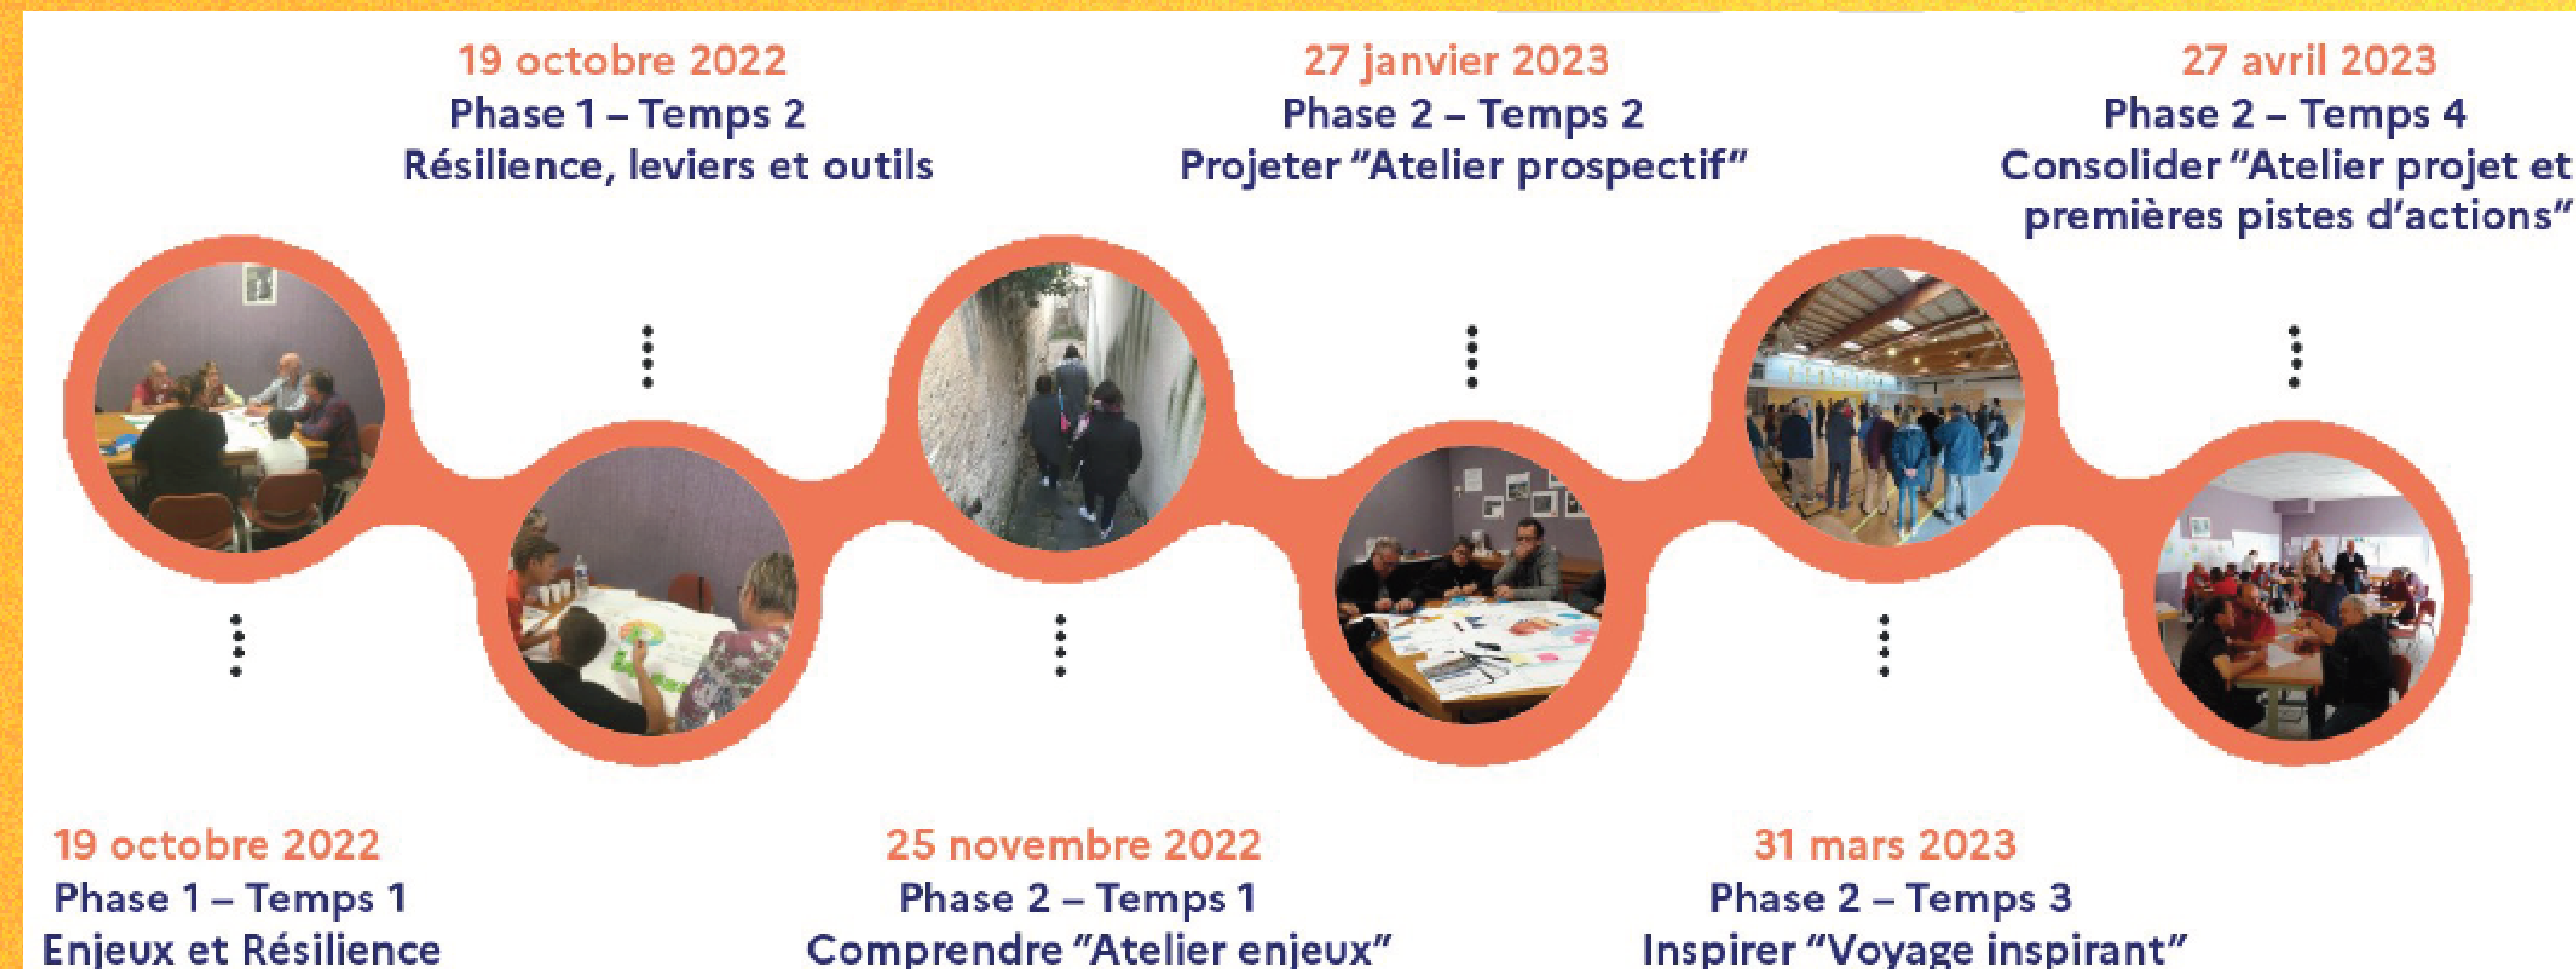 19 octobre 2022
Phase 1 – Temps 2
Résilience, leviers et outils
27 janvier 2023
Phase 2 – Temps 2
Projeter “Atelier prospectif”
27 avril 2023
Phase 2 – Temps 4
Consolider “Atelier projet et
premières pistes d’actions”
19 octobre 2022
Phase 1 – Temps 1
Enjeux et Résilience
25 novembre 2022
Phase 2 – Temps 1
Comprendre “Atelier enjeux”
31 mars 2023
Phase 2 – Temps 3
Inspirer “Voyage inspirant”